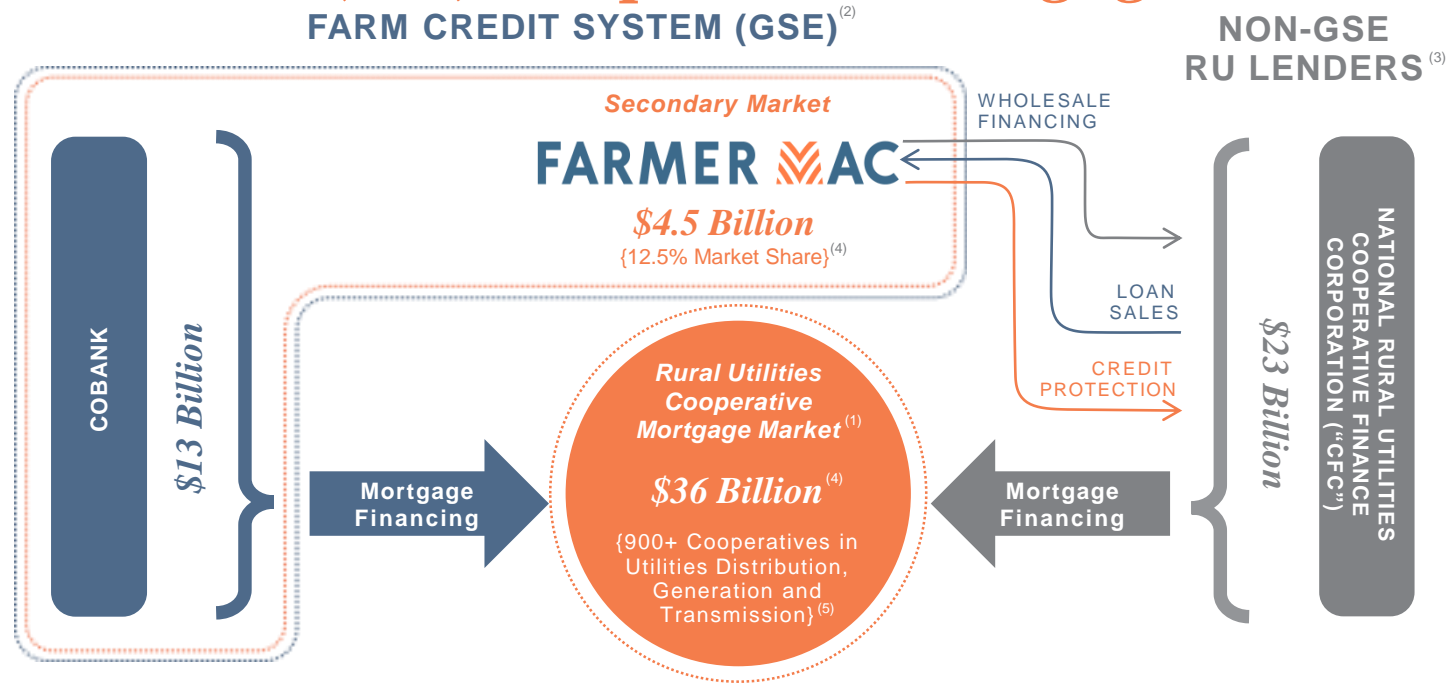 FARM CREDIT SYSTEM (GSE)(2)
NON-GSE
RU LENDERS(3)
Secondary Market
FARMER MAC
$4.5 Billion
{12.5% Market Share}(4)
WHOLESALE
FINANCING
LOAN
SALES
CREDIT
PROTECTION
COBANK
$13 Billion
Mortgage
Financing
Rural Utilities
Cooperative
Mortgage Market(1)
$36 Billion(4)
{900+ Cooperatives in
Utilities Distribution,
Generation and
Transmission}(5)
Mortgage
Financing
$23 Billion
NATIONAL RURAL UTILITIES
COOPERATIVE FINANCE
CORPORATION (“CFC”)